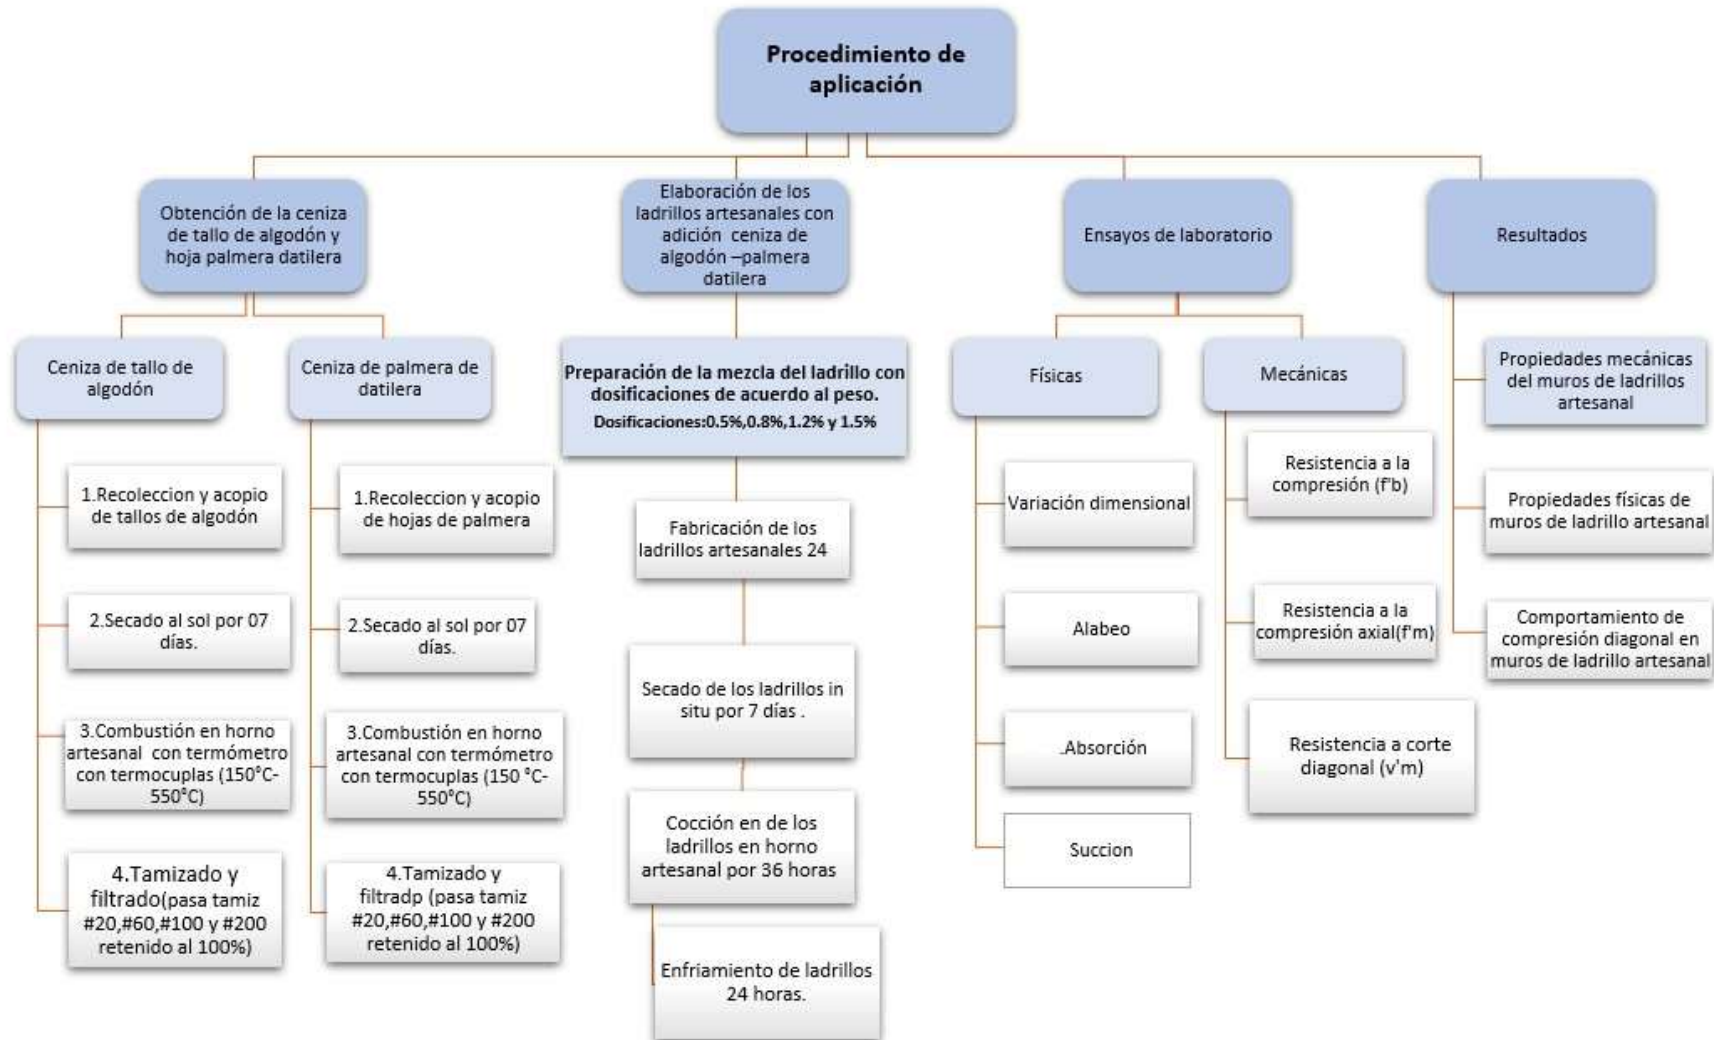 Procedimiento de
aplicación
Obtención de la ceniza
de tallo de algodón y
hoja palmera datilera
Ceniza de tallo de
algodón
1.Recoleccion y acopio
de tallos de algodón
2.Secado al sol por 07
días.
3.Combustión en horno
artesanal con termómetro
con termocuplas (150°C-
550°C)
4.Tamizado y
filtrado(pasa tamiz
#20,#60,#100 y #200
retenido al 100%)
Ceniza de palmera de
datilera
1.Recoleccion y acopio
de hojas de palmera
2.Secado al sol por 07
días.
3.Combustión en horno
artesanal con termómetro
con termocuplas (150 °C-
550°C)
4.Tamizado y
filtradp (pasa tamiz
#20,#60,#100 y #200
retenido al 100%)
Elaboración de los
ladrillos artesanales con
adición ceniza de
algodón –palmera
datilera
Preparación de la mezcla del ladrillo con
dosificaciones de acuerdo al peso.
Dosificaciones:0.5%,0.8%,1.2% y 1.5%
Fabricación de los
ladrillos artesanales 24
Secado de los ladrillos in
situ por 7 días .
Cocción en de los
ladrillos en horno
artesanal por 36 horas
Enfriamiento de ladrillos
24 horas.
Ensayos de laboratorio
Físicas
Variación dimensional
Alabeo
.Absorción
Succion
Mecánicas
Resistencia a la
compresión (f'b)
Resistencia a la
compresión axial(f'm)
Resistencia a corte
diagonal (v'm)
Resultados
Propiedades mecánicas
del muros de ladrillos
artesanal
Propiedades físicas de
muros de ladrillo artesanal
Comportamiento de
compresión diagonal en
muros de ladrillo artesanal